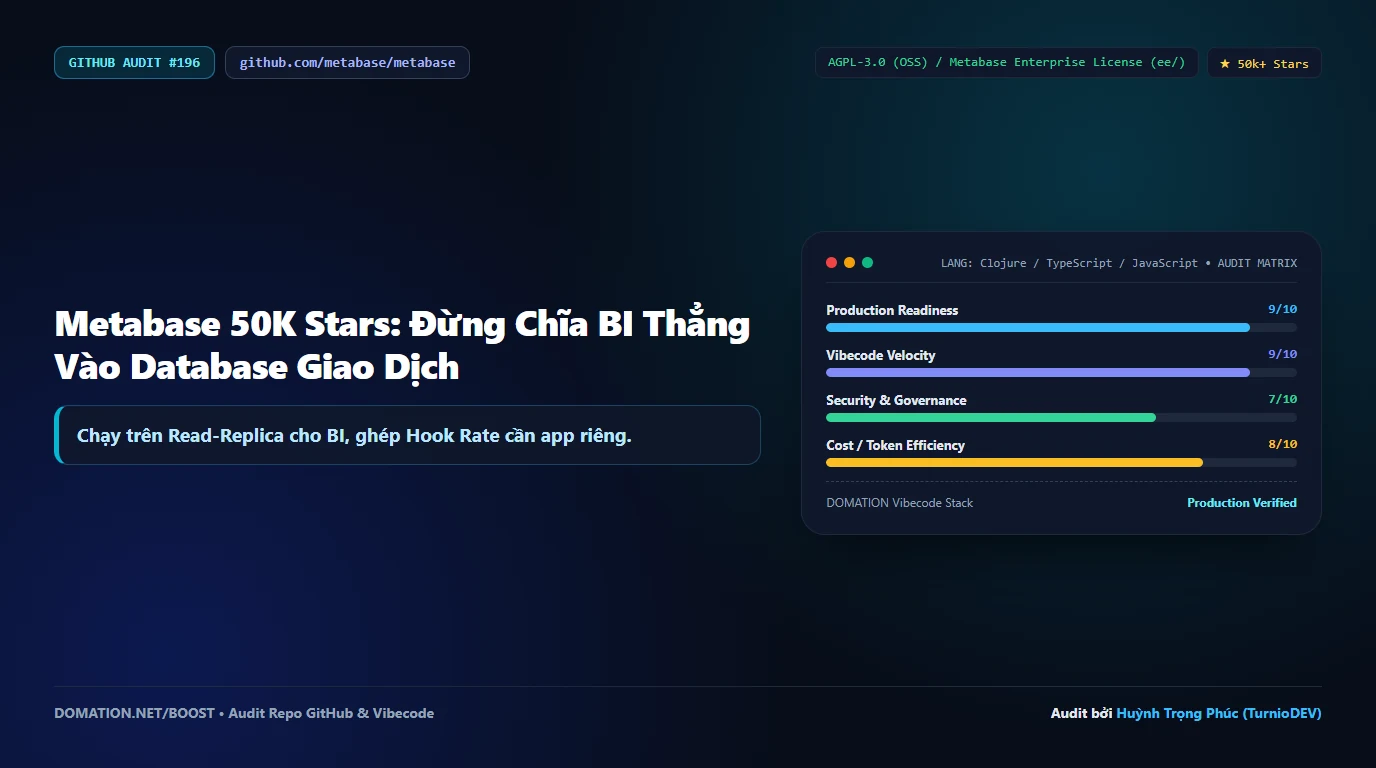 GITHUB AUDIT #196
github.com/metabase/metabase
AGPL-3.0 (OSS) / Metabase Enterprise License (ee/)
★ 50k+ Stars
Metabase 50K Stars: Đừng Chĩa BI Thẳng
Vào Database Giao Dịch
Chạy trên Read-Replica cho BI, ghép Hook Rate cần app riêng.
LANG: Clojure / TypeScript / JavaScript • AUDIT MATRIX
Production Readiness 9/10
Vibecode Velocity 9/10
Security & Governance 7/10
Cost / Token Efficiency 8/10
DOMATION Vibecode Stack Production Verified
DOMATION.NET/BOOST • Audit Repo GitHub & Vibecode
Audit bởi Huỳnh Trọng Phúc (TurnioDEV)